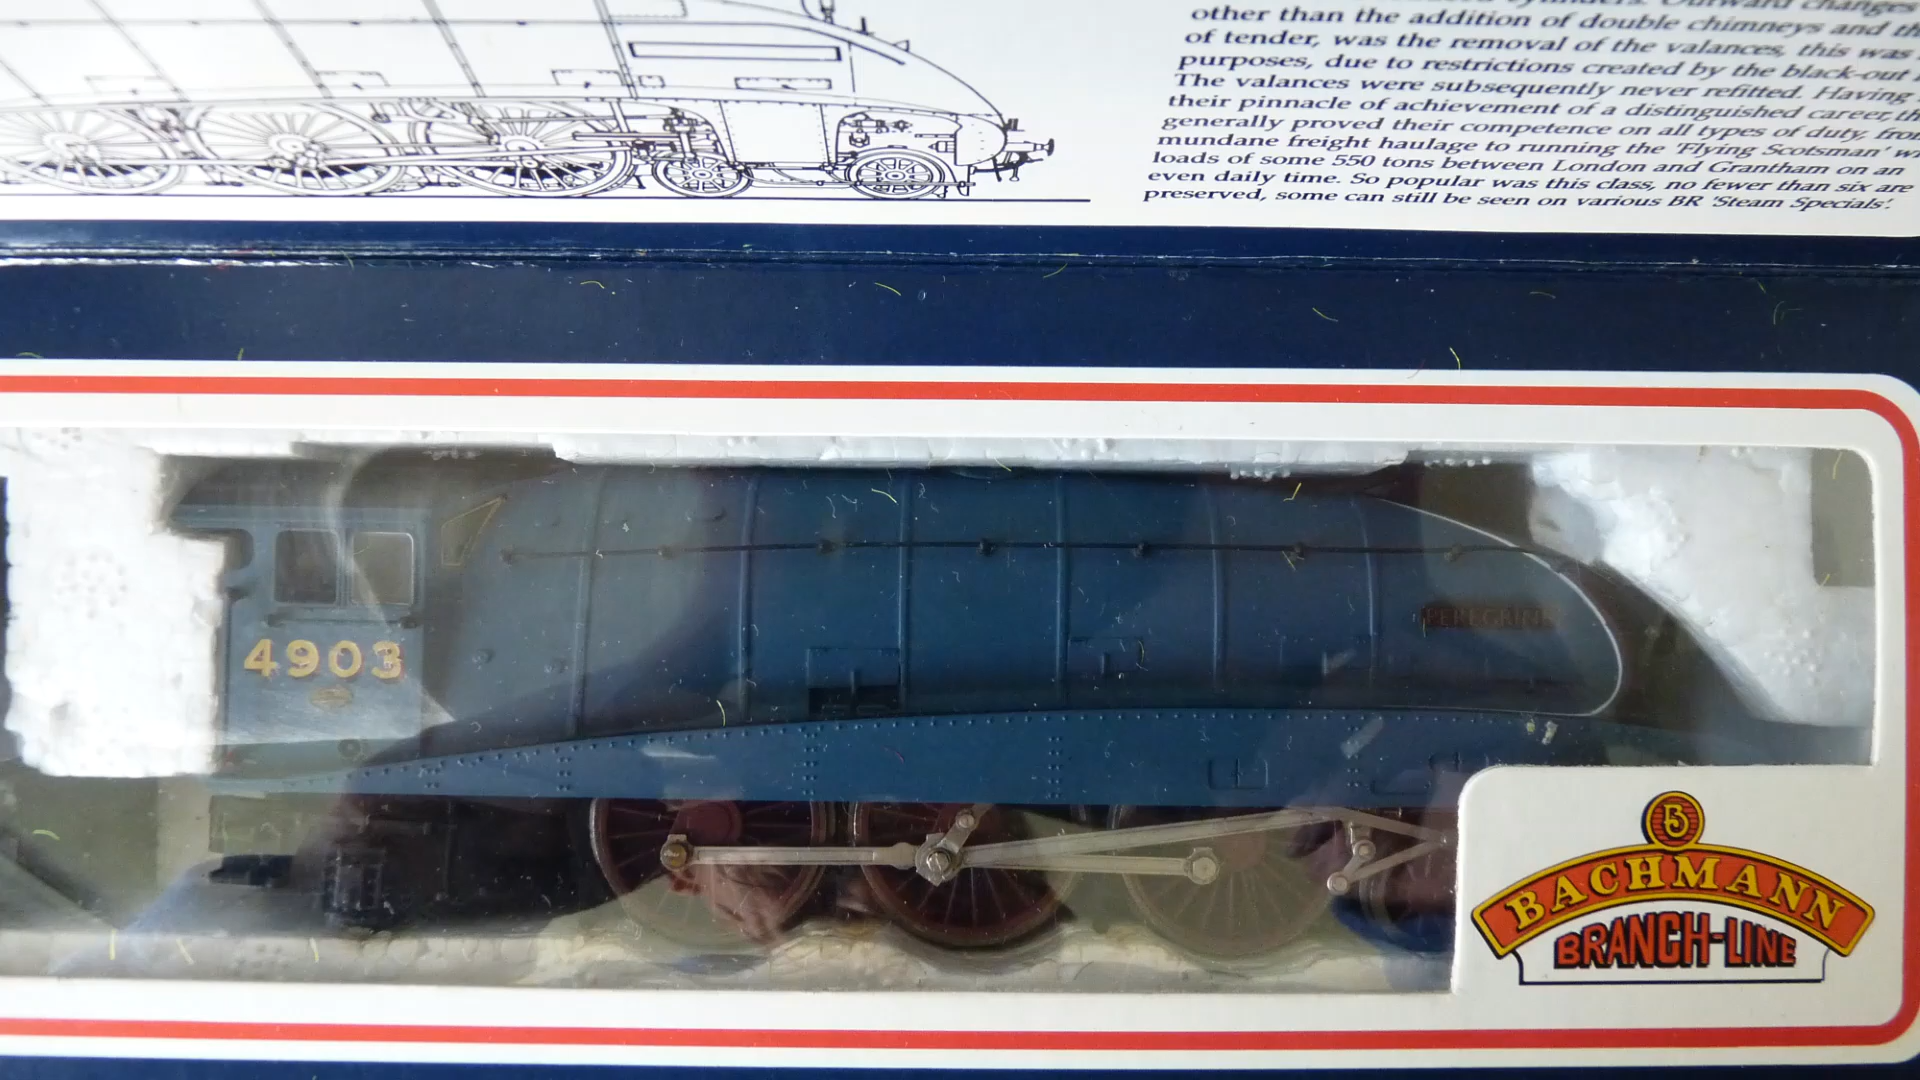 cylinders. Outward changes
other than the addition of double chimneys and
of tender, was the removal of the valances, this was
purposes, due to restrictions created by the black-out
The valances were subsequently never refitted. Having
their pinnacle of achievement of a distinguished career,
generally proved their competence on all types of duty, from
mundane freight haulage to running the 'Flying Scotsman'
loads of some 550 tons between London and Grantham on an
even daily time. So popular was this class, no fewer than six are
preserved, some can still be seen on various BR 'Steam Specials'.
PEREGRINE
4903
B
BACHMANN
BRANCH-LINE